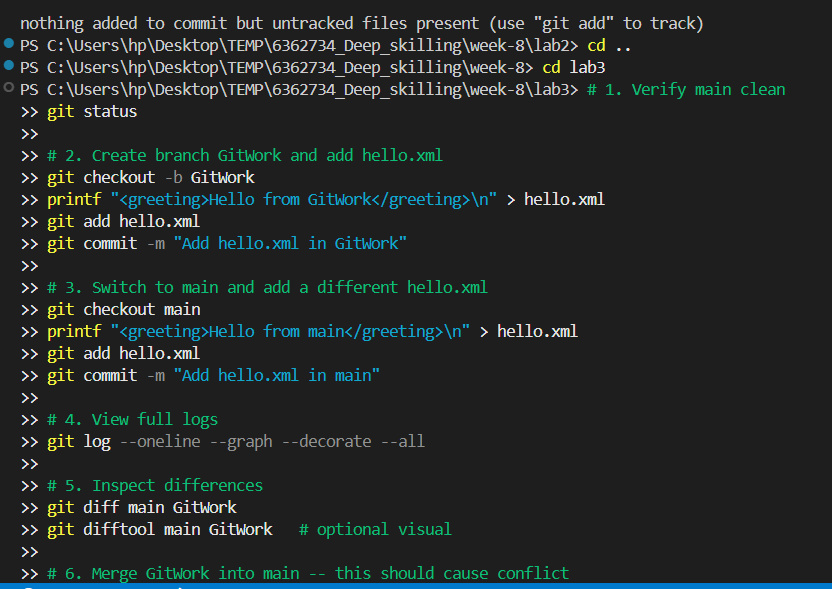 nothing added to commit but untracked files present (use "git add" to track)
PS C:\Users\hp\Desktop\TEMP\6362734_Deep_skilling\week-8\lab2> cd ..
PS C:\Users\hp\Desktop\TEMP\6362734_Deep_skilling\week-8> cd lab3
PS C:\Users\hp\Desktop\TEMP\6362734_Deep_skilling\week-8\lab3> # 1. Verify main clean
>> git status
>>
>> # 2. Create branch GitWork and add hello.xml
>> git checkout -b GitWork
>> printf "<greeting>Hello from GitWork</greeting>\n" > hello.xml
>> git add hello.xml
>> git commit -m "Add hello.xml in GitWork"
>>
>> # 3. Switch to main and add a different hello.xml
>> git checkout main
>> printf "<greeting>Hello from main</greeting>\n" > hello.xml
>> git add hello.xml
>> git commit -m "Add hello.xml in main"
>>
>> # 4. View full logs
>> git log --oneline --graph --decorate --all
>>
>> # 5. Inspect differences
>> git diff main GitWork
>> git difftool main GitWork   # optional visual
>>
>> # 6. Merge GitWork into main -- this should cause conflict